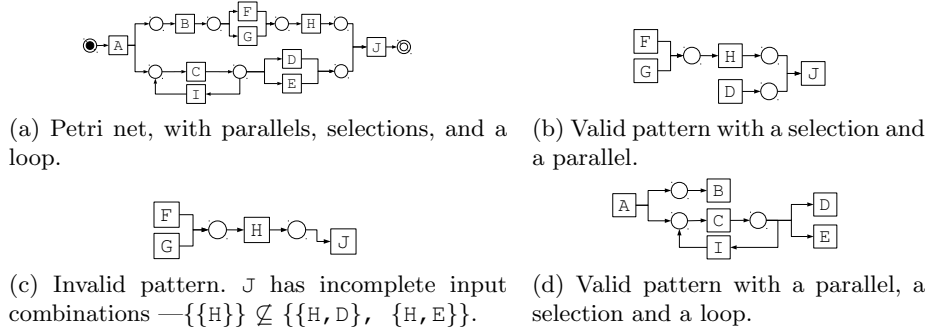 A B F G H J
C I D E
(a) Petri net, with parallels, selections, and a
loop.
F G H D J
(b) Valid pattern with a selection and
a parallel.
F G H J
(c) Invalid pattern. J has incomplete input
combinations —{{H}} ⊈ {{H,D}, {H,E}}.
A B C I D E
(d) Valid pattern with a parallel, a
selection and a loop.